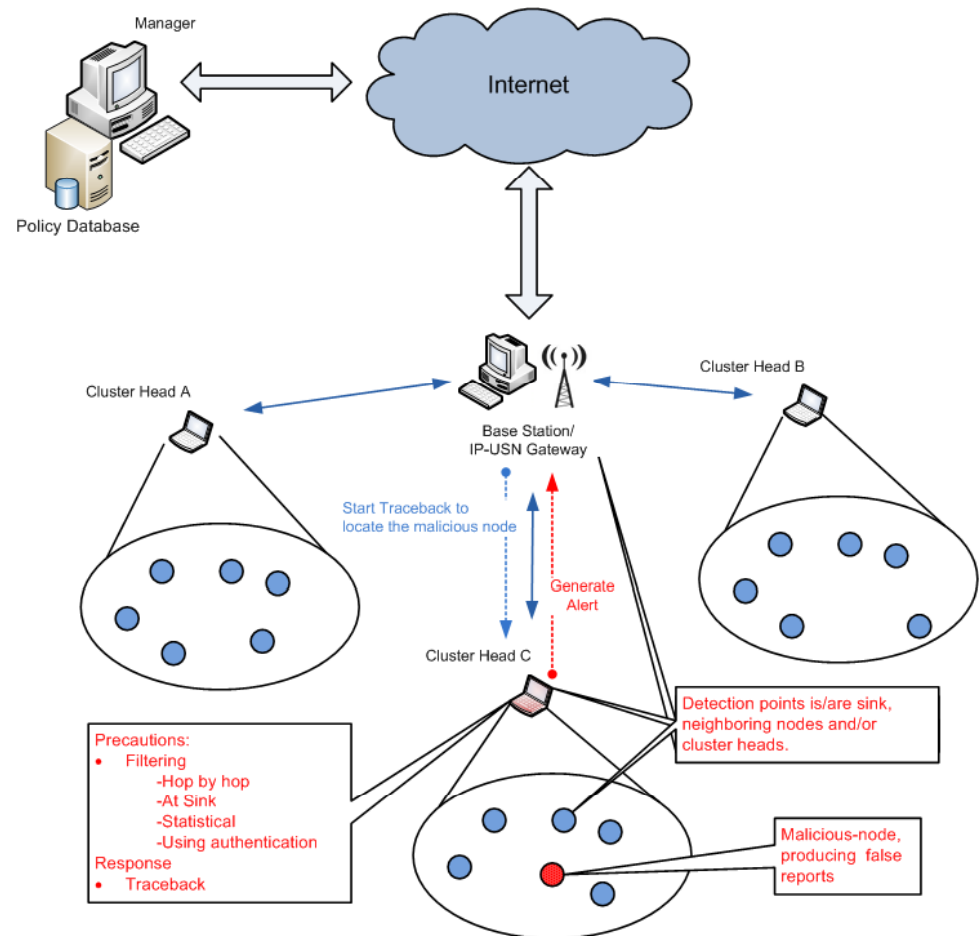 Manager
Internet
Policy Database
Cluster Head A
Cluster Head B
Base Station/
IP-USN Gateway
Start Traceback to
locate the malicious node
Generate
Alert
Cluster Head C
Detection points is/are sink,
neighboring nodes and/or
cluster heads.
Precautions:
• Filtering
-Hop by hop
-At Sink
-Statistical
-Using authentication
Response
• Traceback
Malicious-node,
producing false
reports